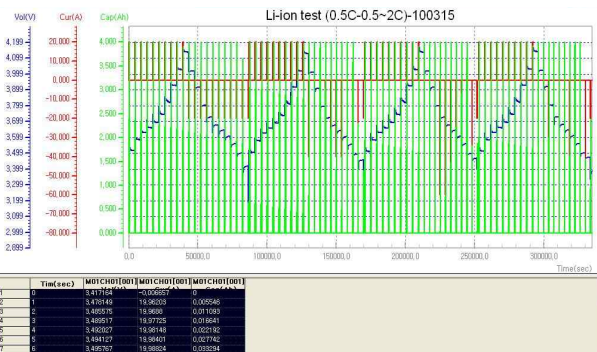 Vol(V) Cur(A) Cap(Ah) Li-ion test (0.5C-0.5~2C)-100315
4,199 20,000 4,000
4,099 10,000 3,500
3,999
3,899 0,000 3,000
3,799 -10,000
3,699 -20,000 2,500
3,599 -30,000 2,000
3,499 -40,000
3,399 -50,000 1,500
3,299 -60,000 1,000
3,199 -70,000 0,500
3,099
2,999 -80,000 0,000
2,899
0,0 50000,0 100000,0 150000,0 200000,0 250000,0 300000,0
Time(sec)
Tim(sec) M01CH01[001] M01CH01[001] M01CH01[001]
1 0 3,417164 -0,006657 0
2 1 3,478149 19,96203 0,005546
3 2 3,485575 19,9688 0,011093
4 3 3,489517 19,97725 0,016641
5 4 3,492027 19,98148 0,022192
6 5 3,494127 19,98401 0,027742
7 6 3,495767 19,98824 0,033294